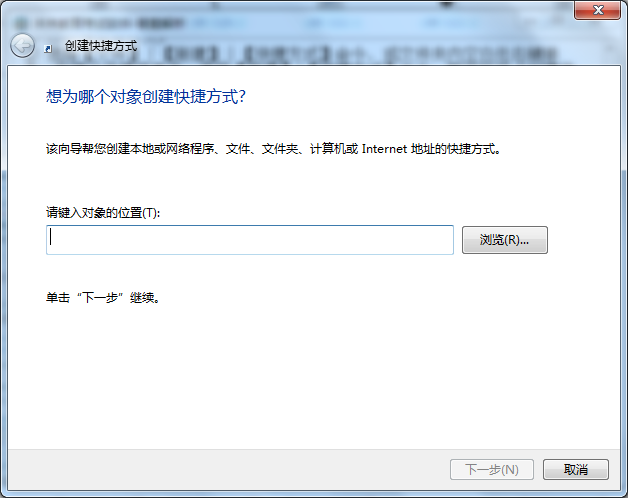 创建快捷方式
想为哪个对象创建快捷方式?
该向导帮您创建本地或网络程序、文件、文件夹、计算机或 Internet 地址的快捷方式。
请键入对象的位置(T):
浏览(R)...
单击“下一步”继续。
下一步(N)
取消